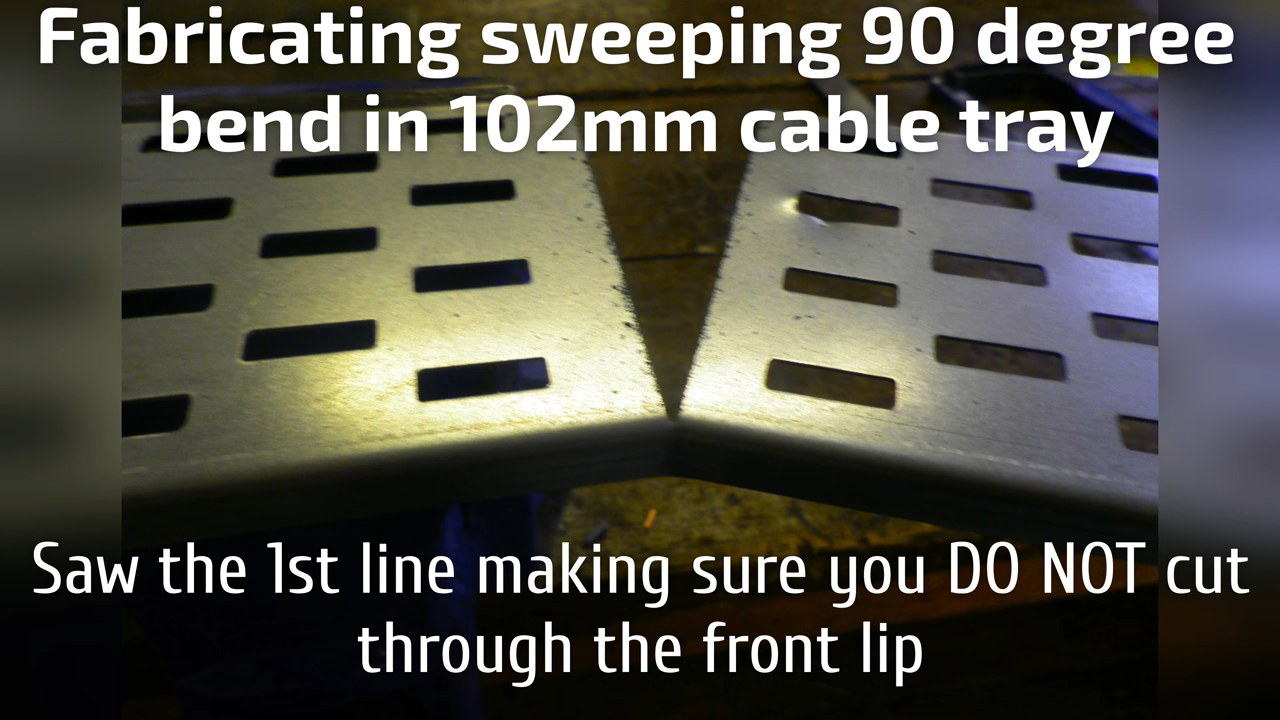 Fabricating sweeping 90 degree
bend in 102mm cable tray
Saw the 1st line making sure you DO NOT cut
through the front lip